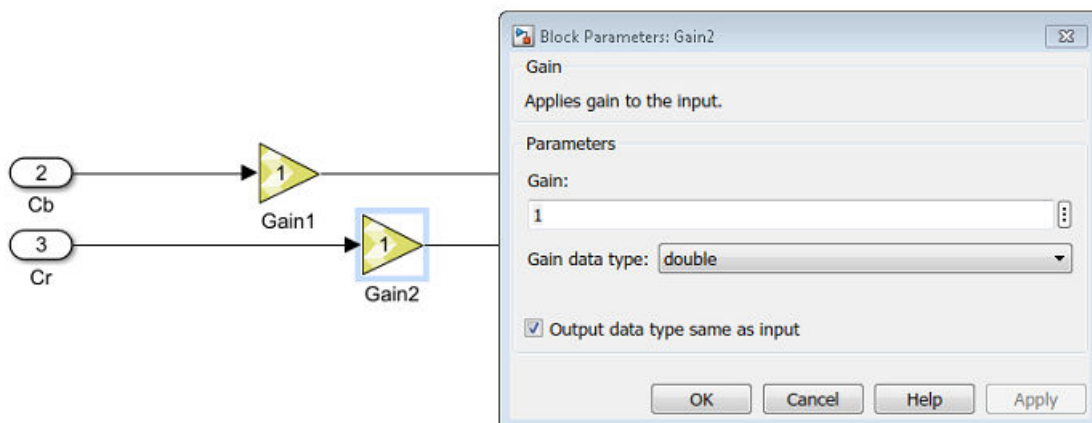 2
Cb
1
Gain1
3
Cr
1
Gain2
Block Parameters: Gain2
Gain
Applies gain to the input.
Parameters
Gain:
1
Gain data type: double
Output data type same as input
OK Cancel Help Apply